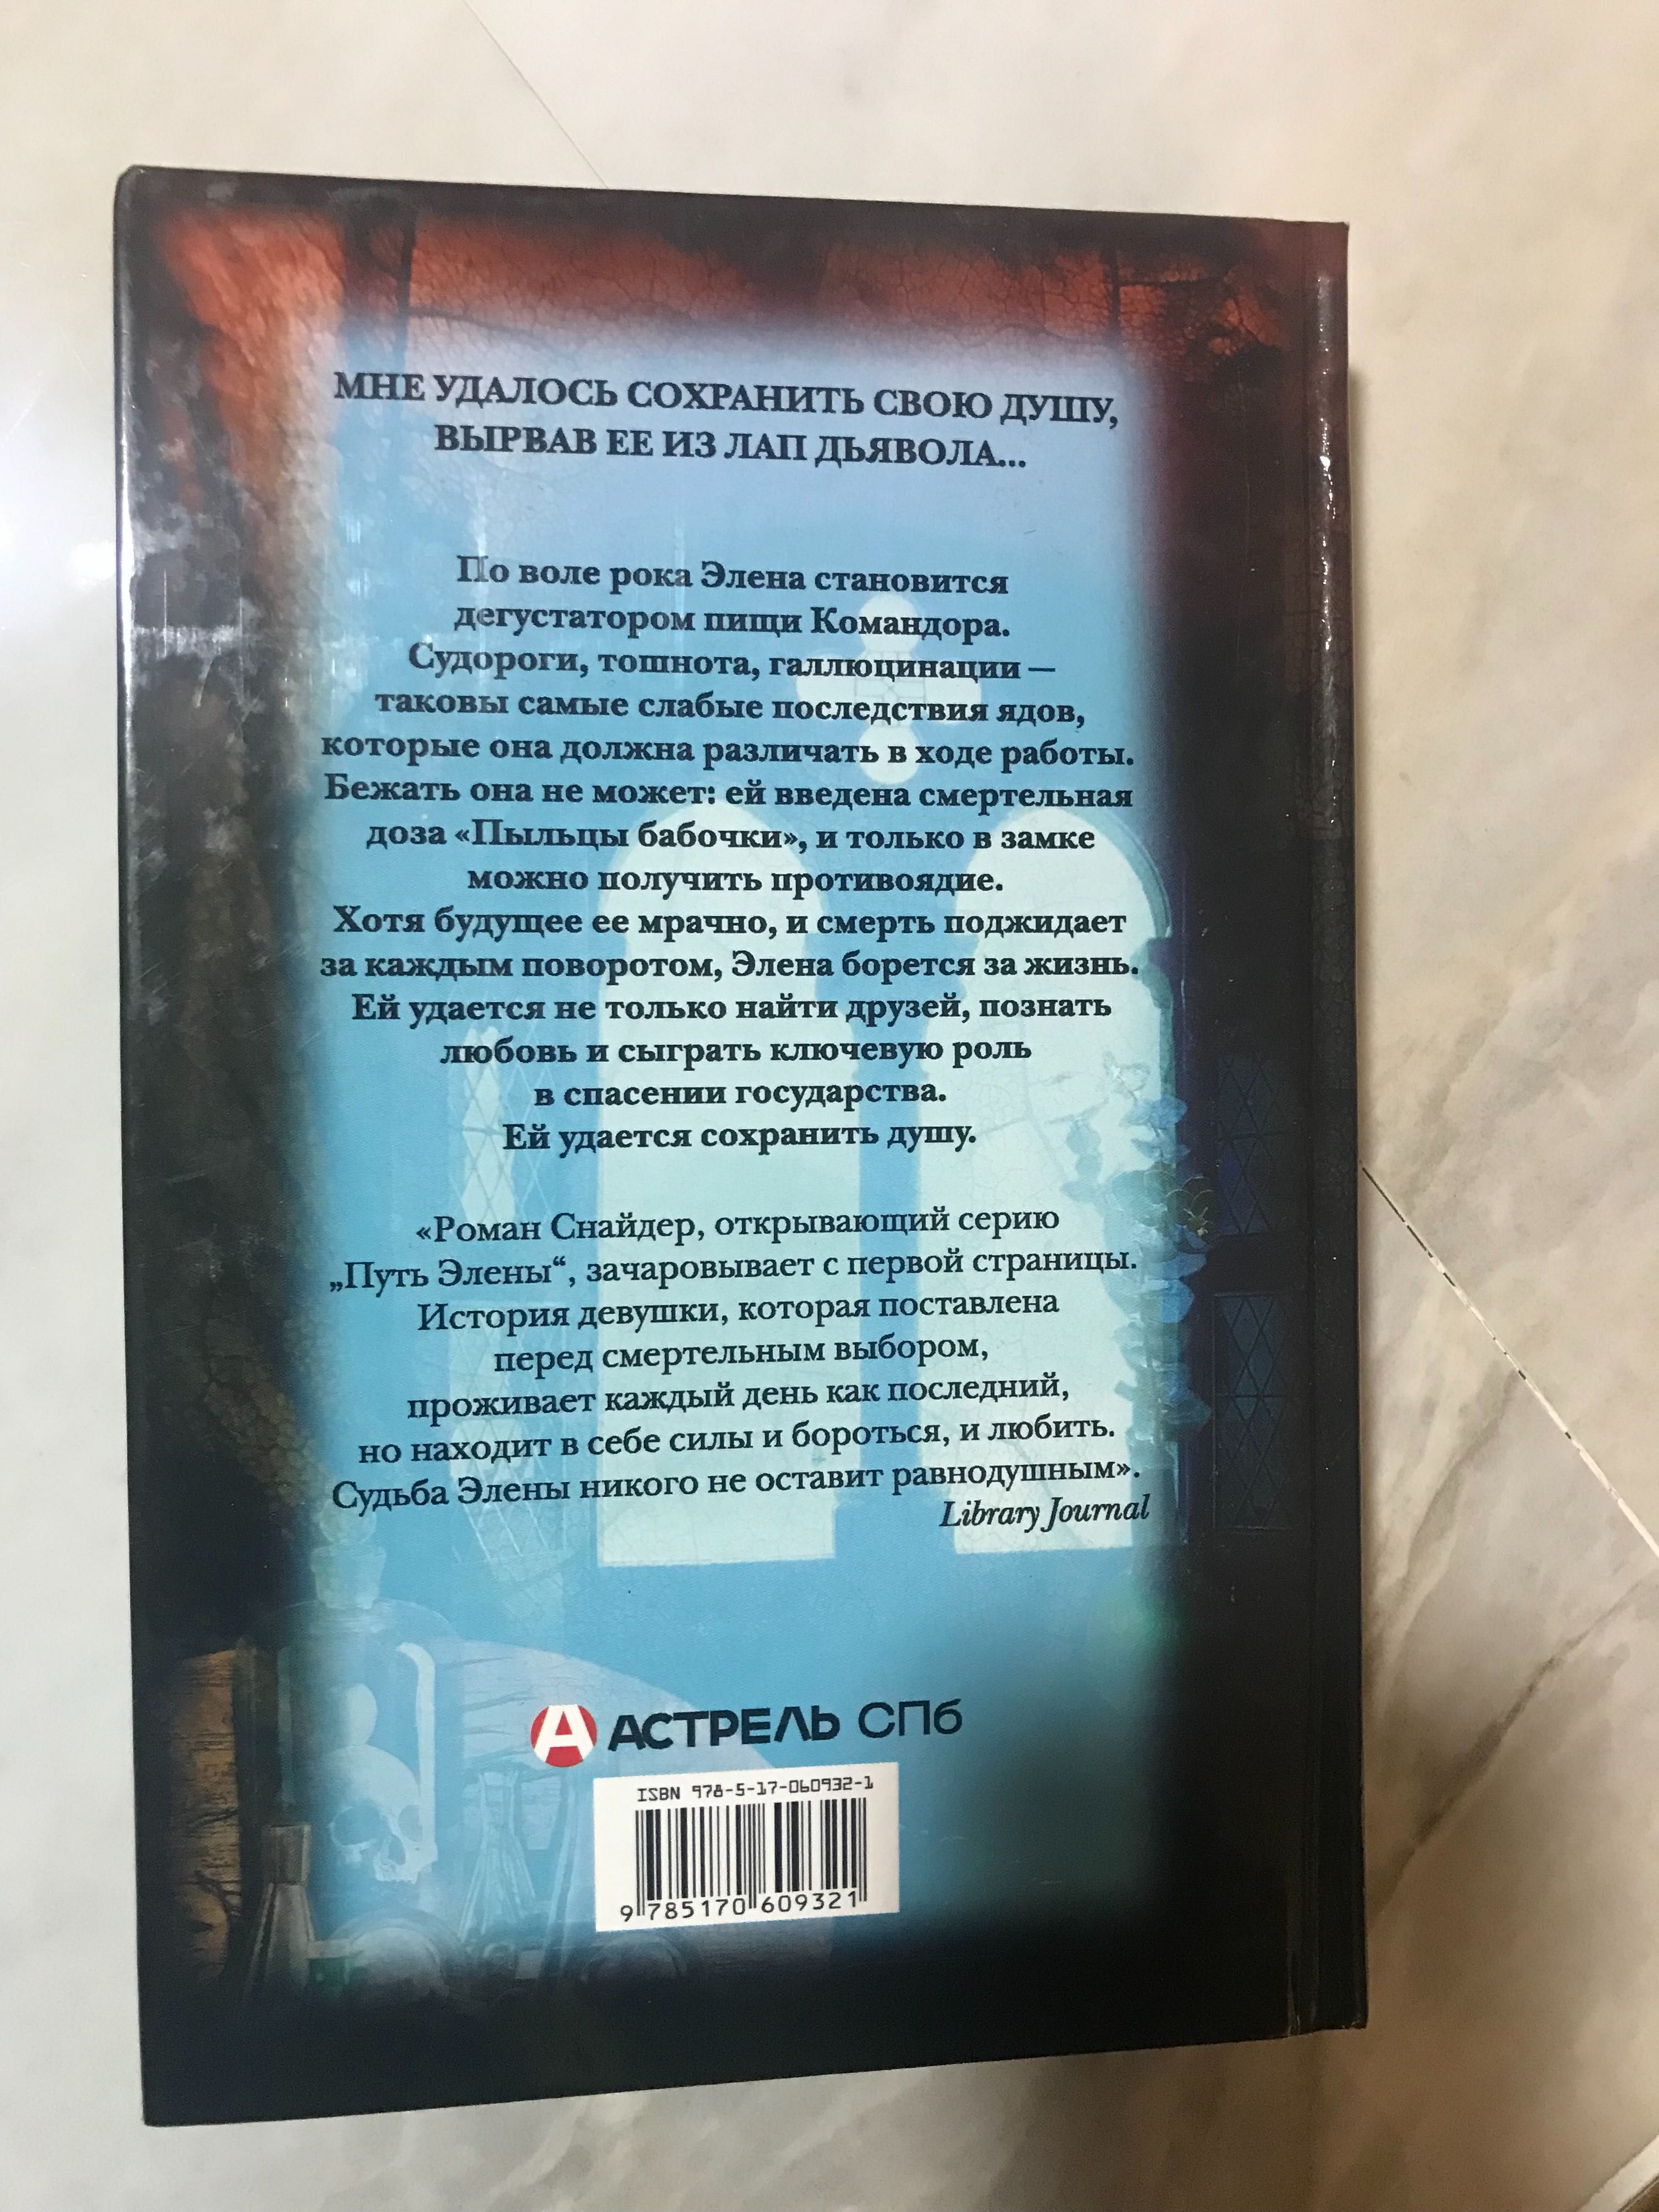 МНЕ УДАЛОСЬ СОХРАНИТЬ СВОЮ ДУШУ,
ВЫРВАВ ЕЕ ИЗ ЛАП ДЬЯВОЛА...
По воле рока Элена становится
дегустатором пищи Командора.
Судороги, тошнота, галлюцинации —
таковы самые слабые последствия ядов,
которые она должна различать в ходе работы.
Бежать она не может: ей введена смертельная
доза «Пыльцы бабочки», и только в замке
можно получить противоядие.
Хотя будущее ее мрачно, и смерть поджидает
за каждым поворотом, Элена борется за жизнь.
Ей удается не только найти друзей, познать
любовь и сыграть ключевую роль
в спасении государства.
Ей удается сохранить душу.
«Роман Снайдер, открывающий серию
„Путь Элены“, зачаровывает с первой страницы.
История девушки, которая поставлена
перед смертельным выбором,
проживает каждый день как последний,
но находит в себе силы и бороться, и любить.
Судьба Элены никого не оставит равнодушным».
Library Journal
А АСТРЕЛЬ СПб
ISBN 978-5-17-060932-1
9 785170 609321